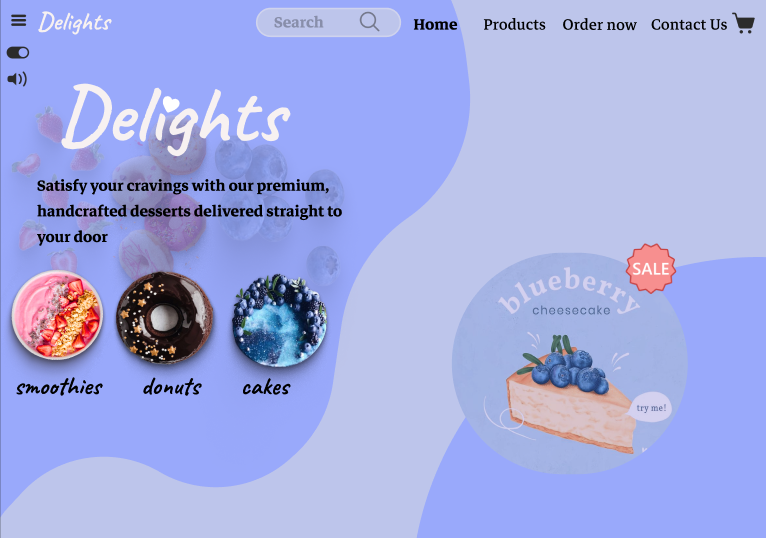 Delights
Search
Home
Products
Order now
Contact Us
Delights
Satisfy your cravings with our premium,
handcrafted desserts delivered straight to
your door
smoothies
donuts
cakes
SALE
blueberry
cheesecake
try me!